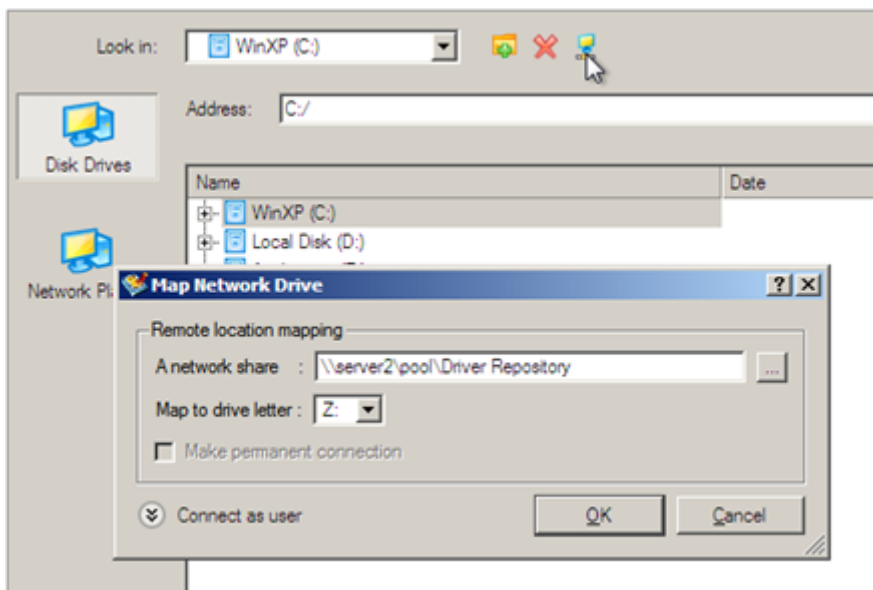 Look in: WinXP (C:)
Address: C:/
Disk Drives
Name Date
WinXP (C:)
Local Disk (D:)
Network
Map Network Drive
Remote location mapping
A network share : \\server2\pool\Driver Repository ...
Map to drive letter : Z:
Make permanent connection
Connect as user OK Cancel